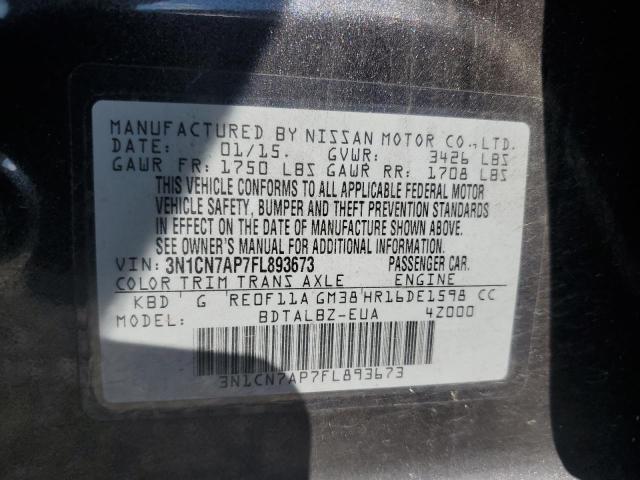 MANUFACTURED BY NISSAN MOTOR CO.,LTD.
DATE: 01/15. GVWR: 3426 LBS
GAWR FR: 1750 LBS GAWR RR: 1708 LBS
THIS VEHICLE CONFORMS TO ALL APPLICABLE FEDERAL MOTOR
VEHICLE SAFETY, BUMPER AND THEFT PREVENTION STANDARDS
IN EFFECT ON THE DATE OF MANUFACTURE SHOWN ABOVE.
SEE OWNER'S MANUAL FOR ADDITIONAL INFORMATION.
VIN: 3N1CN7AP7FL893673 PASSENGER CAR.
COLOR TRIM TRANS AXLE ENGINE
KBD G RE0F11A GM38 HR16DE1598 CC
MODEL: BDTALBZ-EUA 4Z000
3N1CN7AP7FL893673